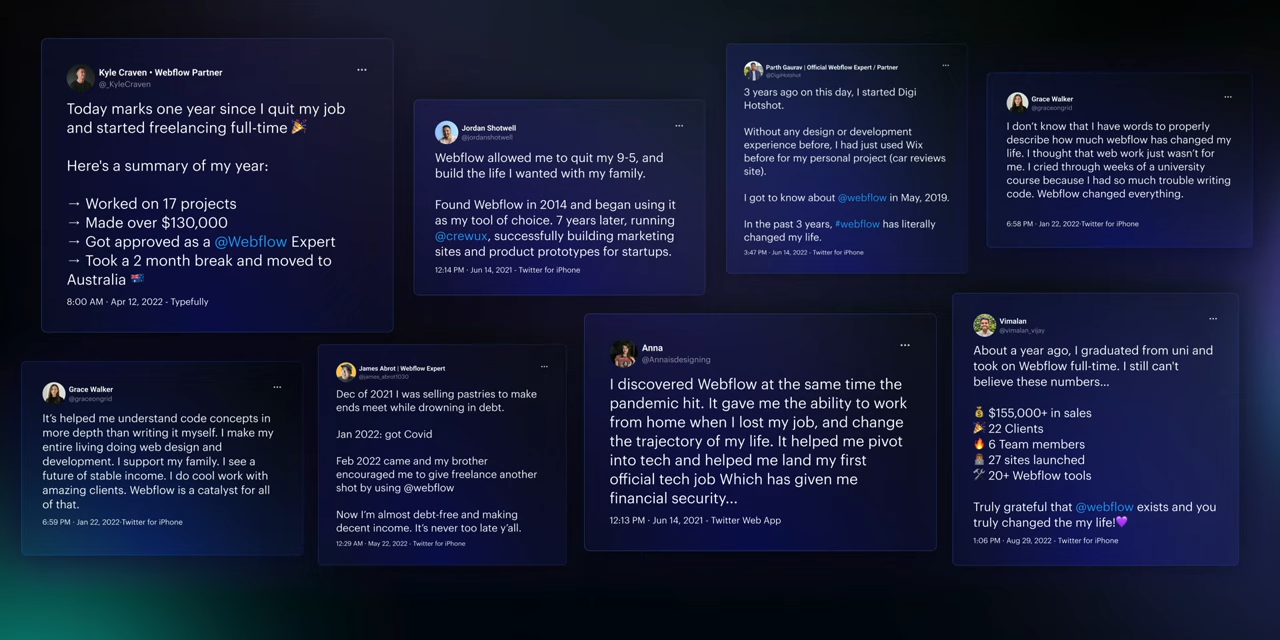 Kyle Craven • Webflow Partner
@_KyleCraven
Today marks one year since I quit my job
and started freelancing full-time 🎉
Here's a summary of my year:
→ Worked on 17 projects
→ Made over $130,000
→ Got approved as a @Webflow Expert
→ Took a 2 month break and moved to
Australia 🇦🇺
8:00 AM · Apr 12, 2022 - Typefully
Jordan Shotwell
@jordanshotwell
Webflow allowed me to quit my 9-5, and
build the life I wanted with my family.
Found Webflow in 2014 and began using it
as my tool of choice. 7 years later, running
@crewux, successfully building marketing
sites and product prototypes for startups.
12:14 PM · Jun 14, 2021 - Twitter for iPhone
Parth Gaurav | Official Webflow Expert / Partner
@DigiHotshot
3 years ago on this day, I started Digi
Hotshot.
Without any design or development
experience before, I had just used Wix
before for my personal project (car reviews
site).
I got to know about @webflow in May, 2019.
In the past 3 years, #webflow has literally
changed my life.
3:47 PM · Jun 14, 2022 - Twitter for iPhone
Grace Walker
@graceongrid
I don't know that I have words to properly
describe how much webflow has changed my
life. I thought that web work just wasn't for
me. I cried through weeks of a university
course because I had so much trouble writing
code. Webflow changed everything.
6:58 PM · Jan 22, 2022·Twitter for iPhone
Grace Walker
@graceongrid
It's helped me understand code concepts in
more depth than writing it myself. I make my
entire living doing web design and
development. I support my family. I see a
future of stable income. I do cool work with
amazing clients. Webflow is a catalyst for all
of that.
6:59 PM · Jan 22, 2022·Twitter for iPhone
James Abrot | Webflow Expert
@james_abrot1030
Dec of 2021 I was selling pastries to make
ends meet while drowning in debt.
Jan 2022: got Covid
Feb 2022 came and my brother
encouraged me to give freelance another
shot by using @webflow
Now I'm almost debt-free and making
decent income. It's never too late y'all.
12:29 AM · May 22, 2022 · Twitter for iPhone
Anna
@Annaisdesigning
I discovered Webflow at the same time the
pandemic hit. It gave me the ability to work
from home when I lost my job, and change
the trajectory of my life. It helped me pivot
into tech and helped me land my first
official tech job Which has given me
financial security...
12:13 PM · Jun 14, 2021 - Twitter Web App
Vimalan
@vimalan_vijay
About a year ago, I graduated from uni and
took on Webflow full-time. I still can't
believe these numbers...
💰 $155,000+ in sales
🎉 22 Clients
🔥 6 Team members
27 sites launched
🛠 20+ Webflow tools
Truly grateful that @webflow exists and you
truly changed the my life!💜
1:06 PM · Aug 29, 2022 - Twitter for iPhone